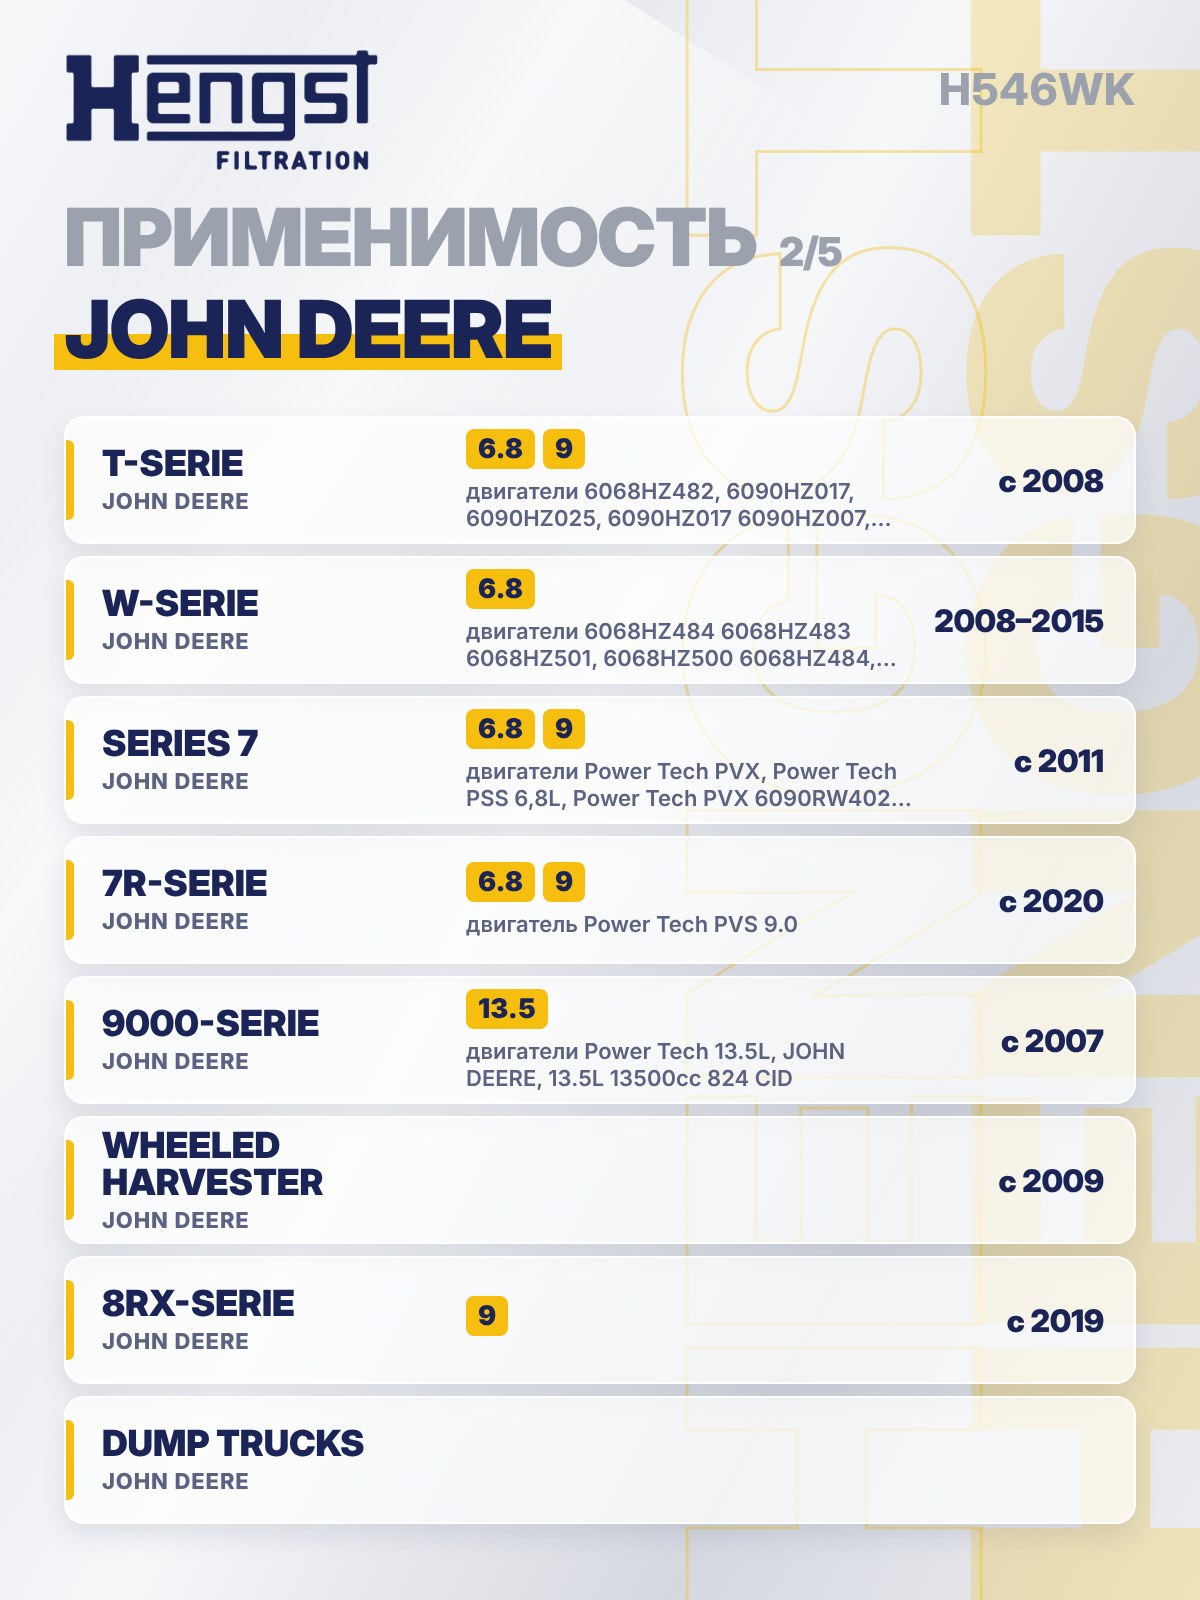 Hengst
FILTRATION
H546WK
ПРИМЕНИМОСТЬ 2/5
JOHN DEERE
T-SERIE
JOHN DEERE
6.8 9
двигатели 6068HZ482, 6090HZ017,
6090HZ025, 6090HZ017 6090HZ007,...
с 2008
W-SERIE
JOHN DEERE
6.8
двигатели 6068HZ484 6068HZ483
6068HZ501, 6068HZ500 6068HZ484,...
2008–2015
SERIES 7
JOHN DEERE
6.8 9
двигатели Power Tech PVX, Power Tech
PSS 6,8L, Power Tech PVX 6090RW402...
с 2011
7R-SERIE
JOHN DEERE
6.8 9
двигатель Power Tech PVS 9.0
с 2020
9000-SERIE
JOHN DEERE
13.5
двигатели Power Tech 13.5L, JOHN
DEERE, 13.5L 13500cc 824 CID
с 2007
WHEELED
HARVESTER
JOHN DEERE
с 2009
8RX-SERIE
JOHN DEERE
9
с 2019
DUMP TRUCKS
JOHN DEERE
HENGST
HENGST